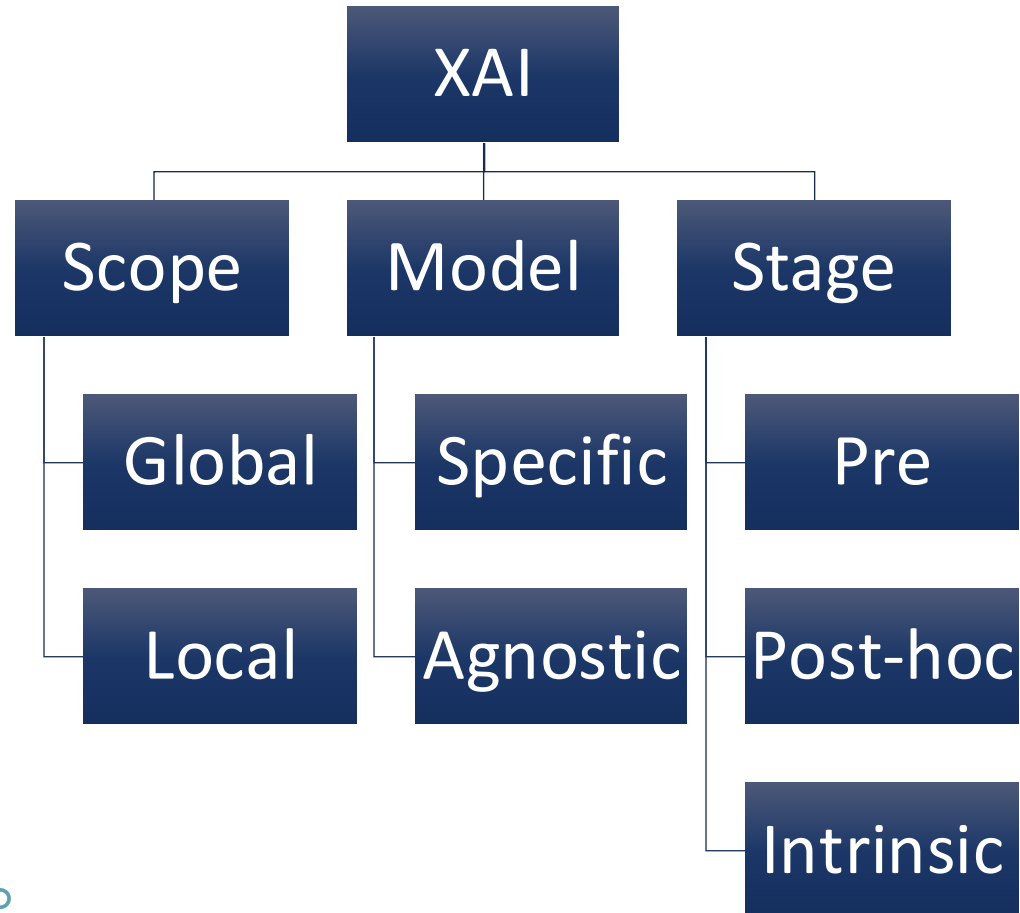 XAI
Scope
Model
Stage
Global
Specific
Pre
Local
Agnostic
Post-hoc
Intrinsic